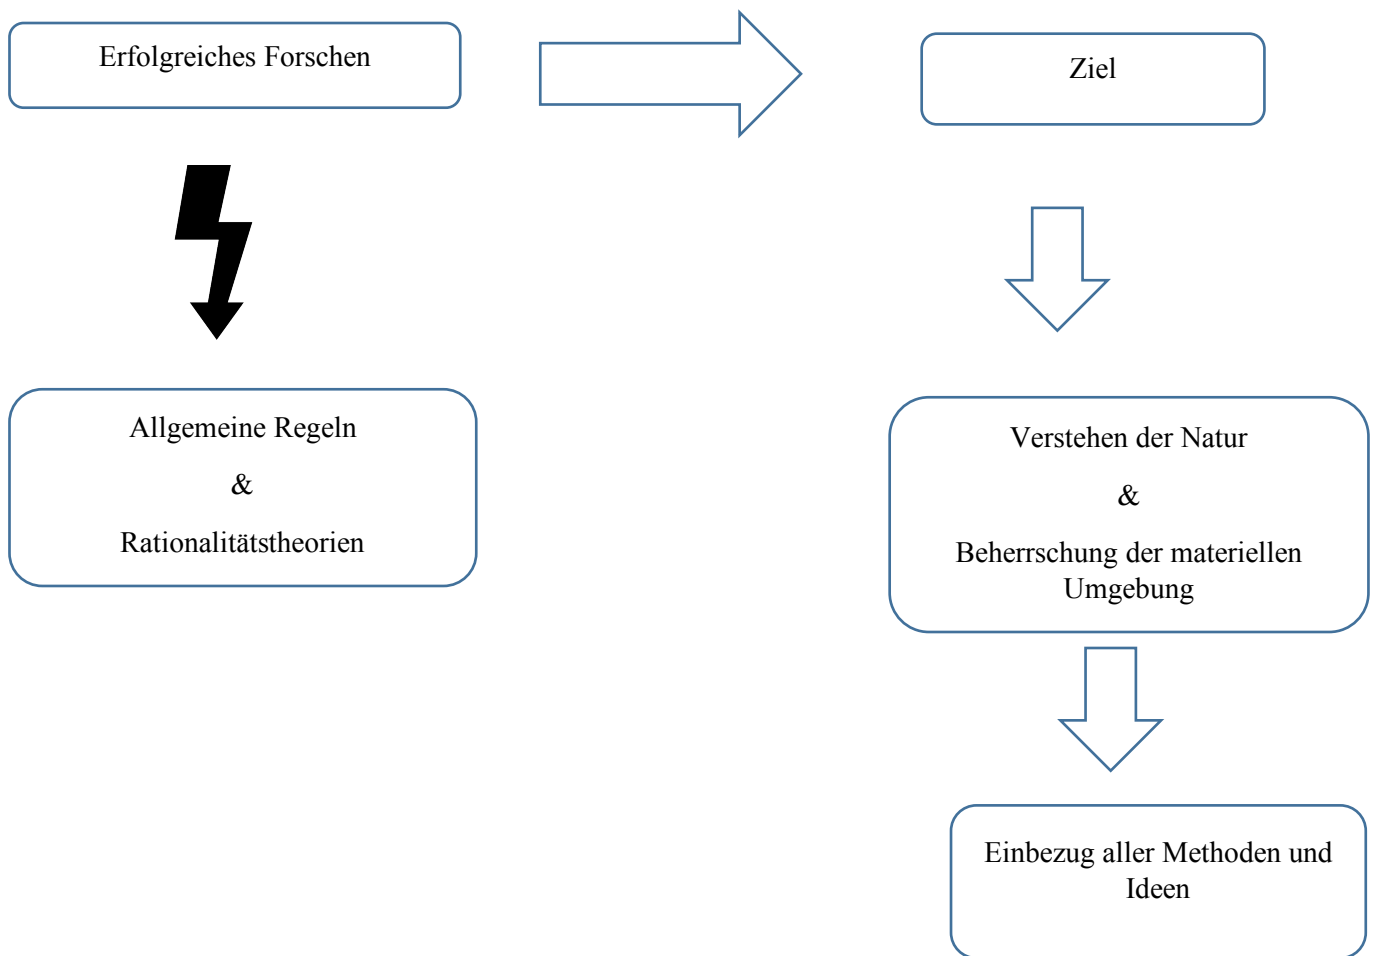 Erfolgreiches Forschen
Ziel
Allgemeine Regeln
&
Rationalitätstheorien
Verstehen der Natur
&
Beherrschung der materiellen
Umgebung
Einbezug aller Methoden und
Ideen